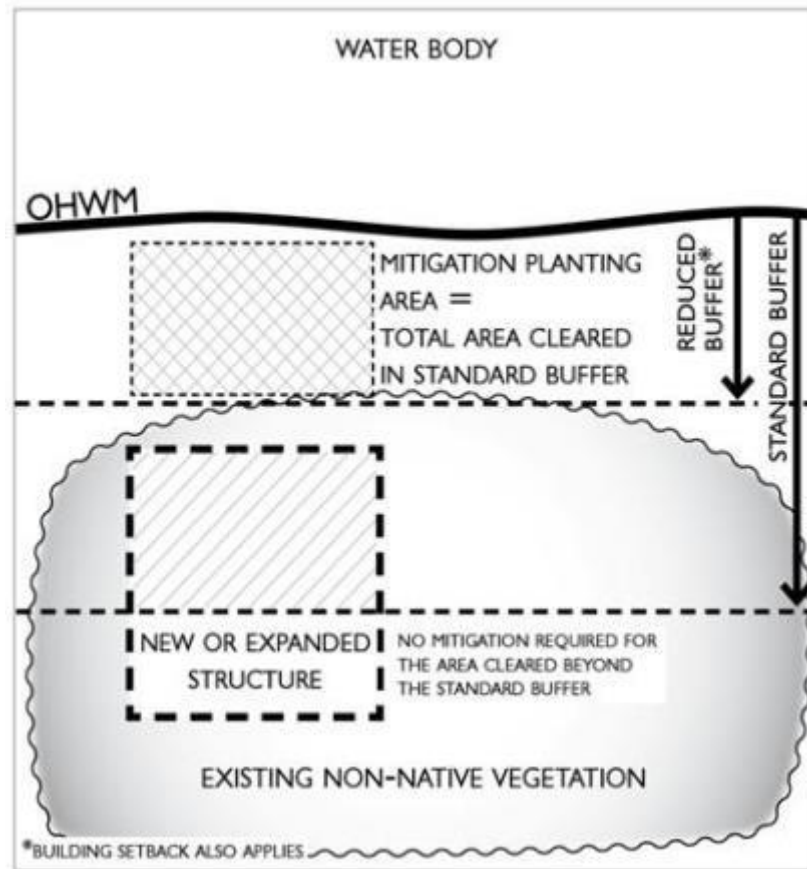 WATER BODY
OHWM
MITIGATION PLANTING
AREA =
TOTAL AREA CLEARED
IN STANDARD BUFFER
REDUCED
BUFFER*
STANDARD BUFFER
NEW OR EXPANDED
STRUCTURE
NO MITIGATION REQUIRED FOR
THE AREA CLEARED BEYOND
THE STANDARD BUFFER
EXISTING NON-NATIVE VEGETATION
*BUILDING SETBACK ALSO APPLIES